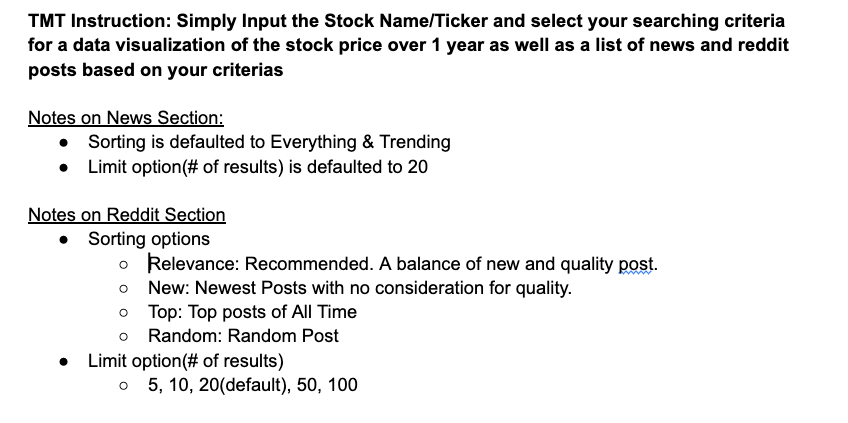 TMT Instruction: Simply Input the Stock Name/Ticker and select your searching criteria
for a data visualization of the stock price over 1 year as well as a list of news and reddit
posts based on your criterias
Notes on News Section:
● Sorting is defaulted to Everything & Trending
● Limit option(# of results) is defaulted to 20
Notes on Reddit Section
● Sorting options
○ Relevance: Recommended. A balance of new and quality post.
○ New: Newest Posts with no consideration for quality.
○ Top: Top posts of All Time
○ Random: Random Post
● Limit option(# of results)
○ 5, 10, 20(default), 50, 100